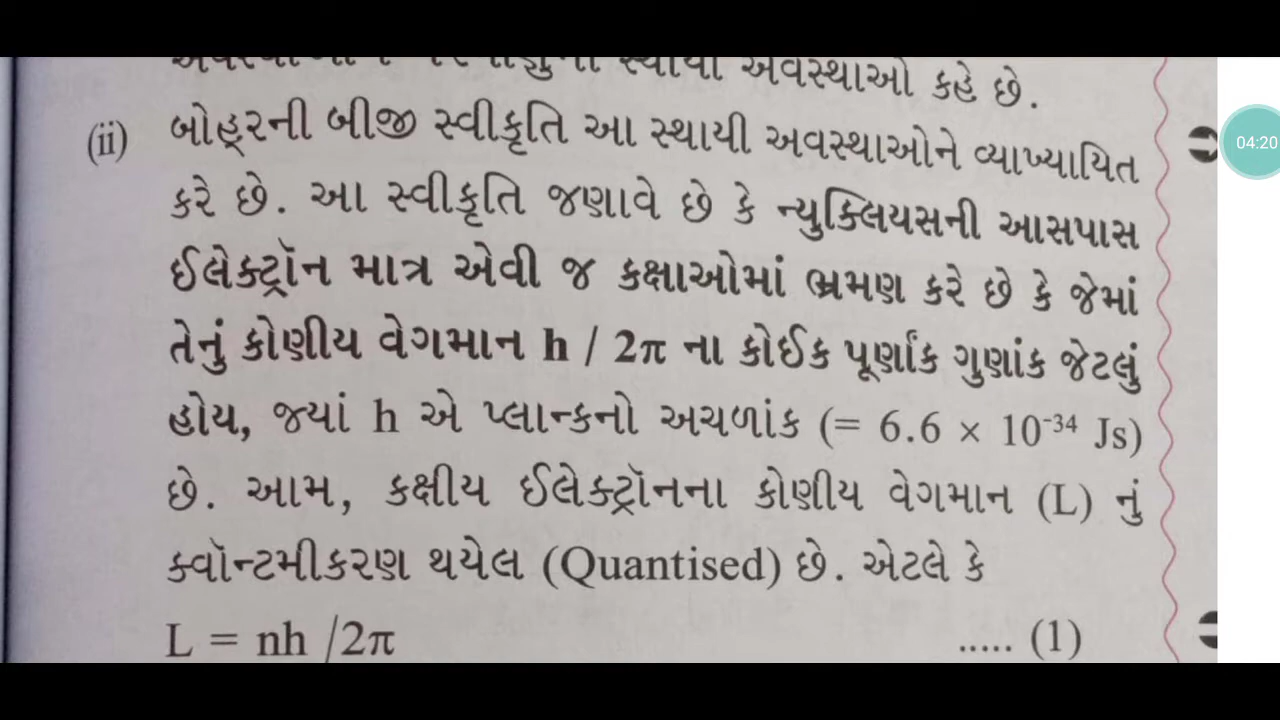 સ્થાયી અવસ્થાઓ કહે છે.
(ii) બોહ્રની બીજી સ્વીકૃતિ આ સ્થાયી અવસ્થાઓને વ્યાખ્યાયિત
કરે છે. આ સ્વીકૃતિ જણાવે છે કે ન્યુક્લિયસની આસપાસ
ઈલેક્ટ્રૉન માત્ર એવી જ કક્ષાઓમાં ભ્રમણ કરે છે કે જેમાં
તેનું કોણીય વેગમાન h / 2π ના કોઈક પૂર્ણાંક ગુણાંક જેટલું
હોય, જ્યાં h એ પ્લાન્કનો અચળાંક (= 6.6 × 10⁻³⁴ Js)
છે. આમ, કક્ષીય ઈલેક્ટ્રૉનના કોણીય વેગમાન (L) નું
ક્વૉન્ટમીકરણ થયેલ (Quantised) છે. એટલે કે
L = nh /2π ..... (1)
04:20